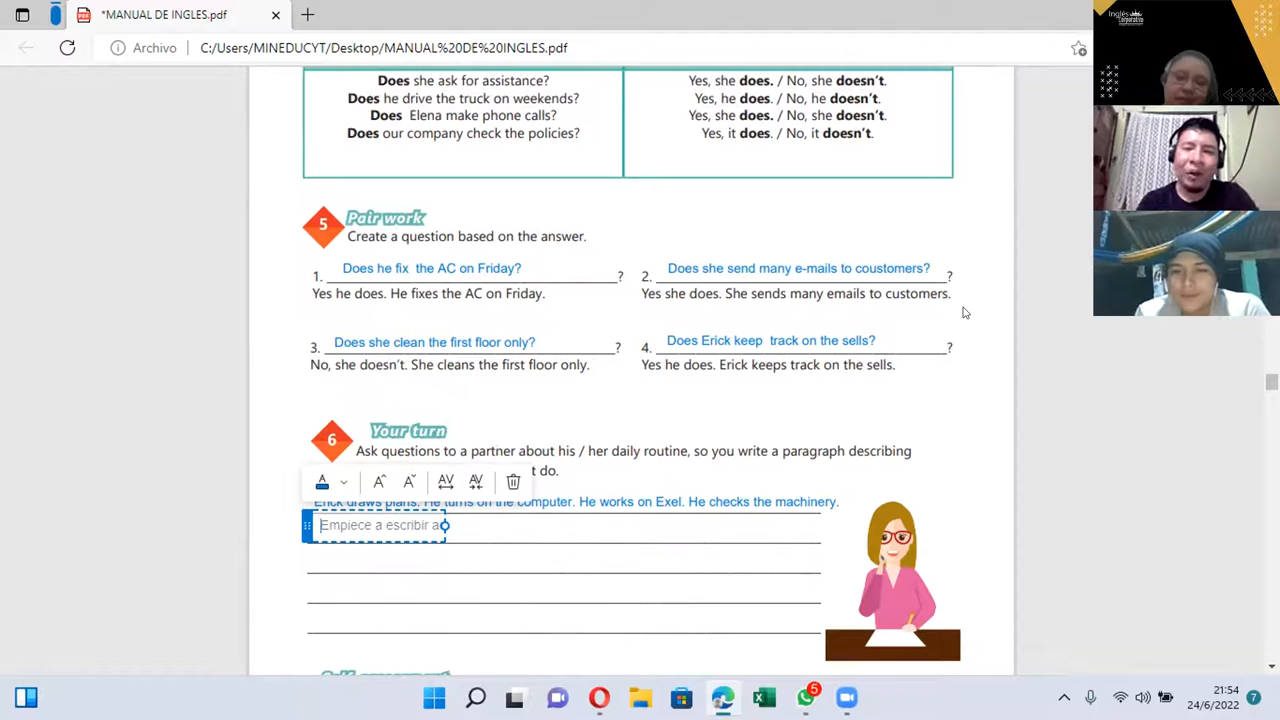 *MANUAL DE INGLES.pdf
Archivo
C:/Users/MINEDUCYT/Desktop/MANUAL%20DE%20INGLES.pdf
Inglés
Corporativo
Does she ask for assistance?
Does he drive the truck on weekends?
Does Elena make phone calls?
Does our company check the policies?
Yes, she does. / No, she doesn't.
Yes, he does. / No, he doesn't.
Yes, she does. / No, she doesn't.
Yes, it does. / No, it doesn't.
5 Pair work
Create a question based on the answer.
1. Does he fix the AC on Friday? ?
Yes he does. He fixes the AC on Friday.
2. Does she send many e-mails to coustomers? ?
Yes she does. She sends many emails to customers.
3. Does she clean the first floor only? ?
No, she doesn't. She cleans the first floor only.
4. Does Erick keep track on the sells? ?
Yes he does. Erick keeps track on the sells.
6 Your turn
Ask questions to a partner about his / her daily routine, so you write a paragraph describing
t do.
Erick draws plans. He turns on the computer. He works on Exel. He checks the machinery.
Empiece a escribir a
5
21:54
24/6/2022
7